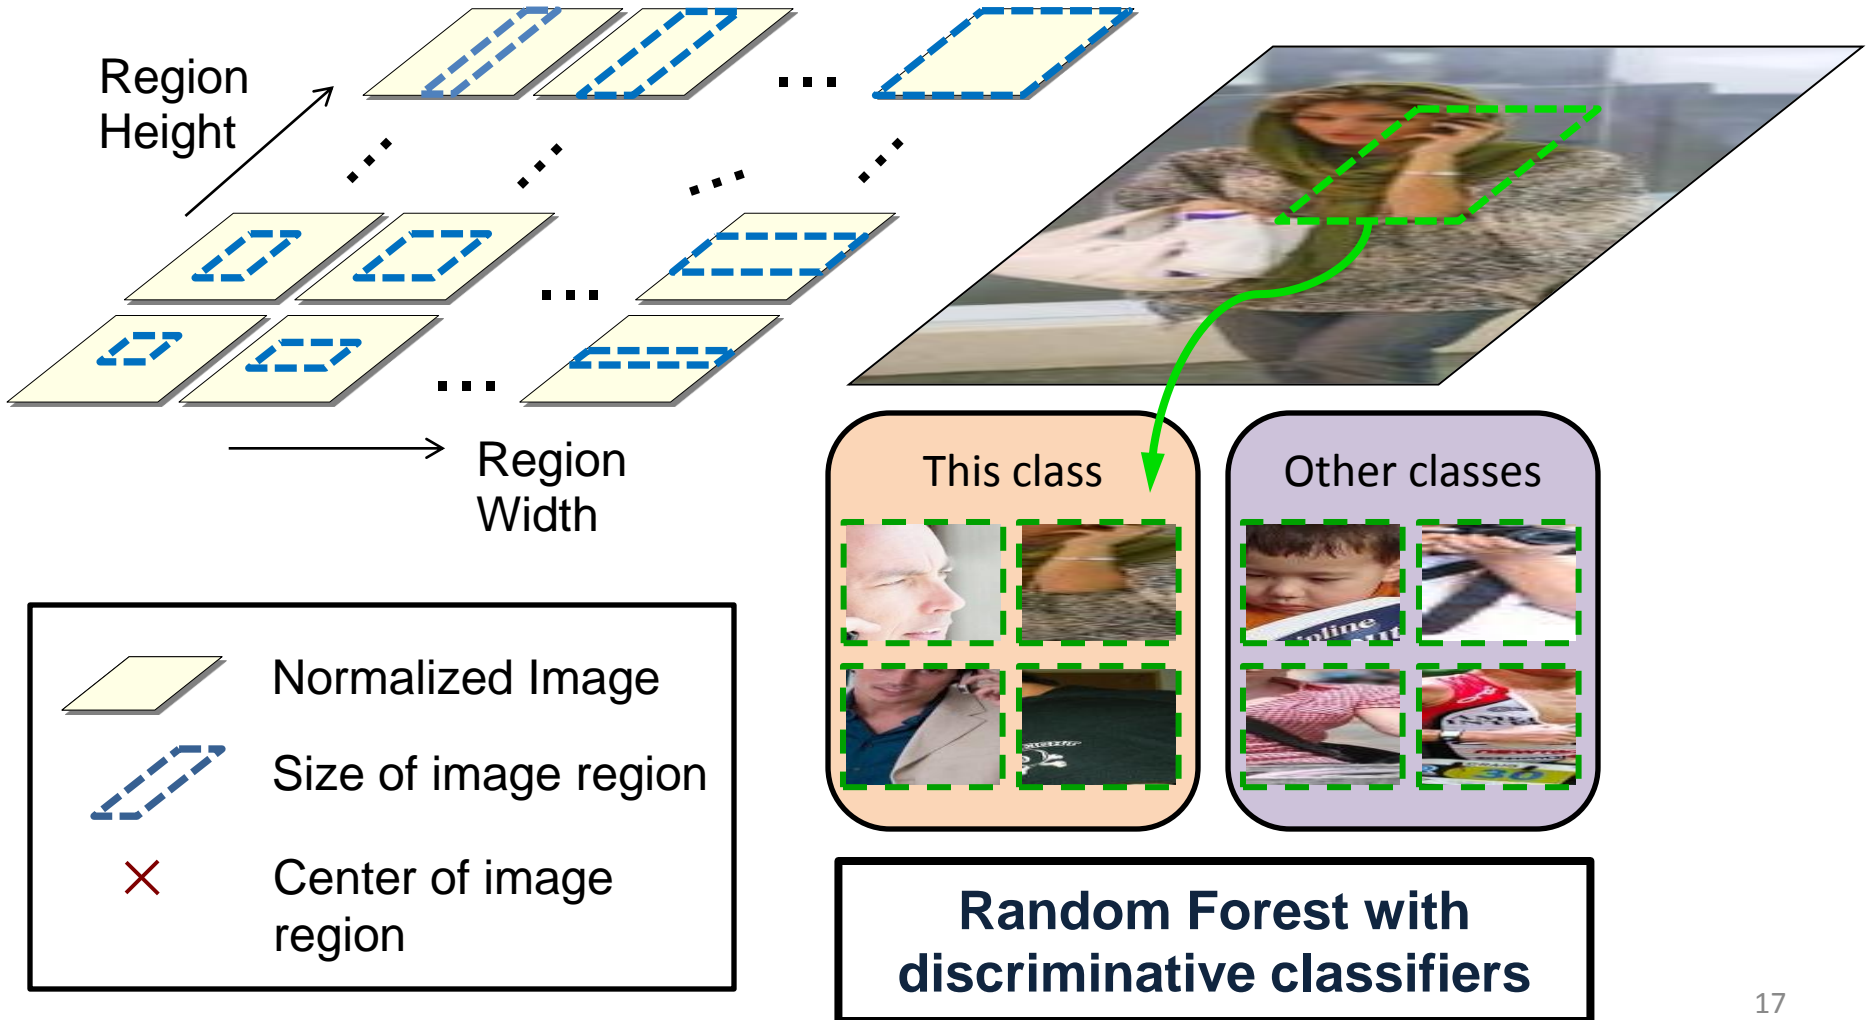 Region
Height
Region
Width
This class
Other classes
Normalized Image
Size of image region
Center of image
region
Random Forest with
discriminative classifiers
30
17